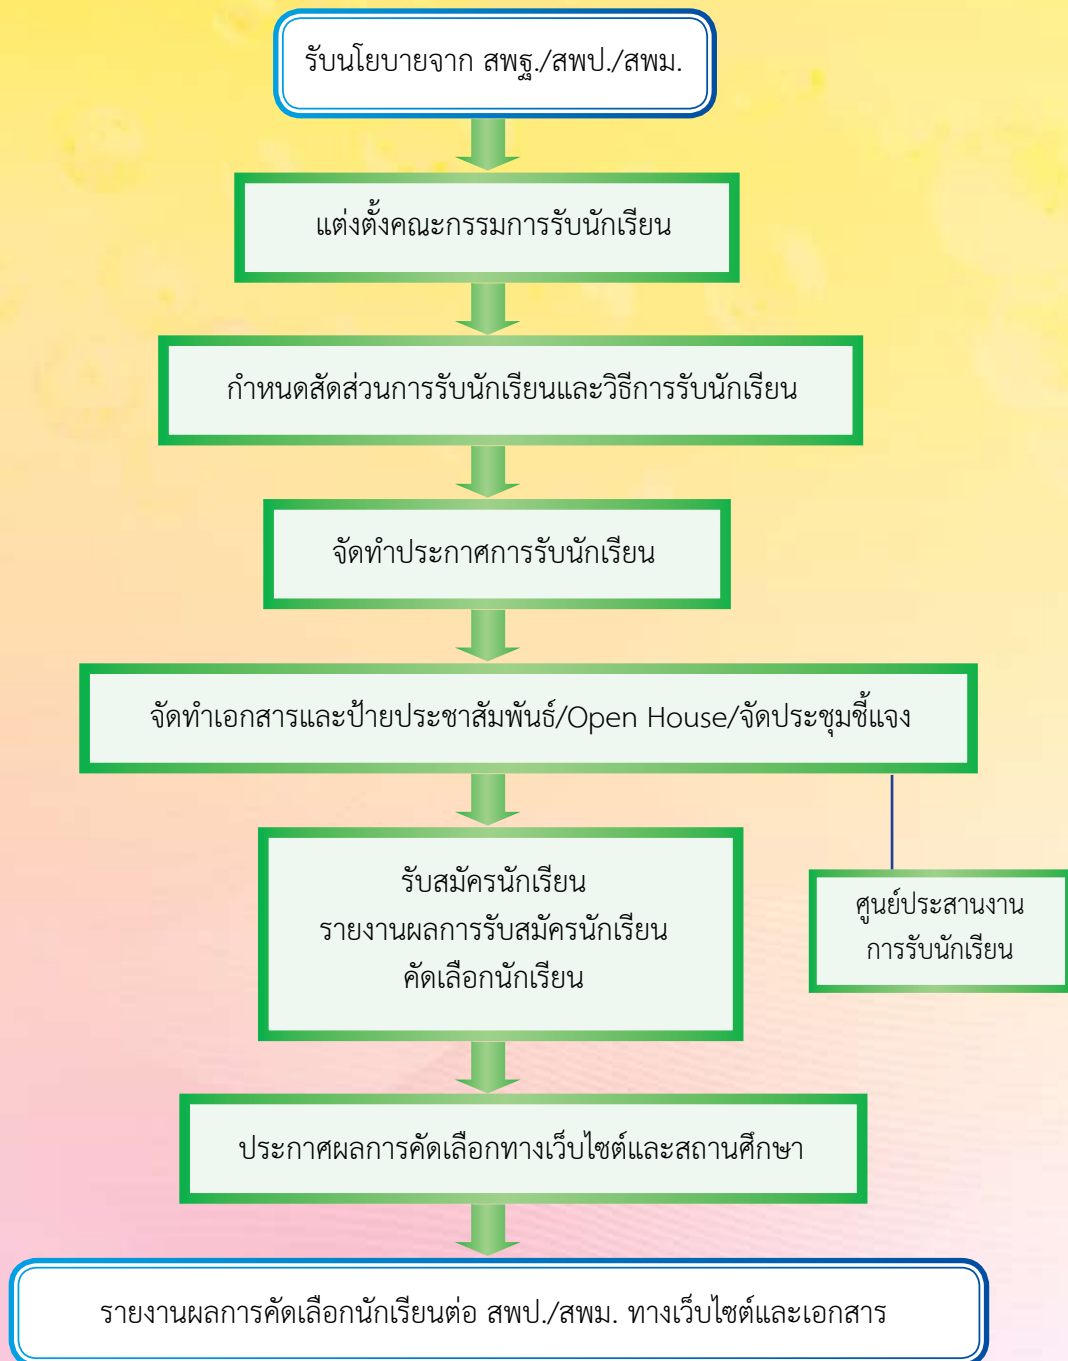 รับนโยบายจาก สพฐ./สพป./สพม.
แต่งตั้งคณะกรรมการรับนักเรียน
กำหนดสัดส่วนการรับนักเรียนและวิธีการรับนักเรียน
จัดทำประกาศการรับนักเรียน
จัดทำเอกสารและป้ายประชาสัมพันธ์/Open House/จัดประชุมชี้แจง
รับสมัครนักเรียน
รายงานผลการรับสมัครนักเรียน
คัดเลือกนักเรียน
ศูนย์ประสานงาน
การรับนักเรียน
ประกาศผลการคัดเลือกทางเว็บไซต์และสถานศึกษา
รายงานผลการคัดเลือกนักเรียนต่อ สพป./สพม. ทางเว็บไซต์และเอกสาร